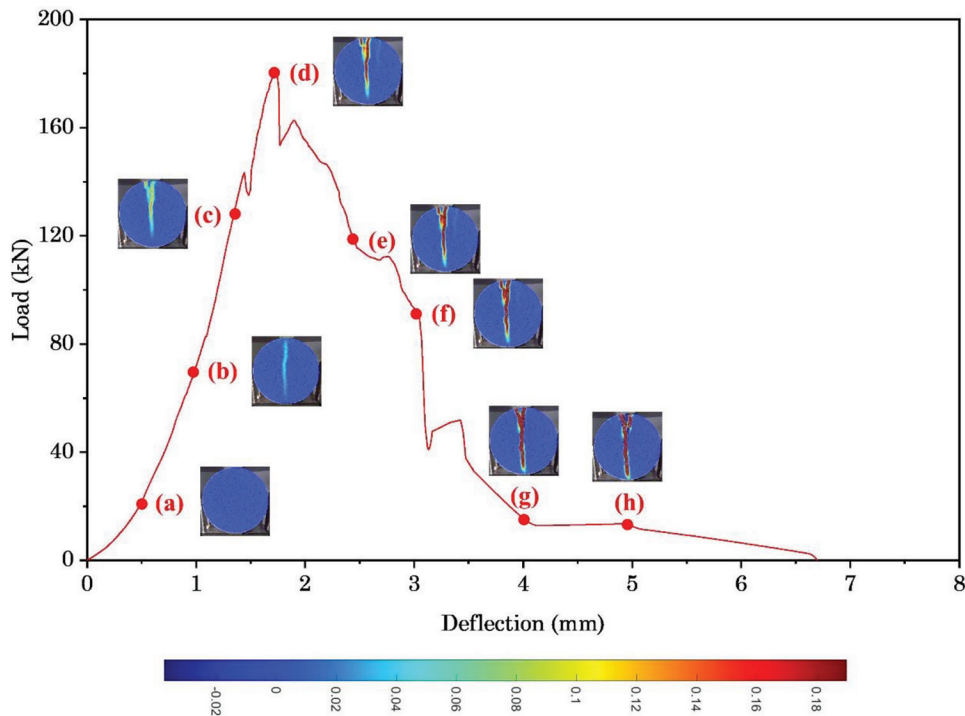 200
160
120
80
40
0
Load (kN)
(a)
(b)
(c)
(d)
(e)
(f)
(g)
(h)
0 1 2 3 4 5 6 7 8
Deflection (mm)
-0.02 0 0.02 0.04 0.06 0.08 0.1 0.12 0.14 0.16 0.18